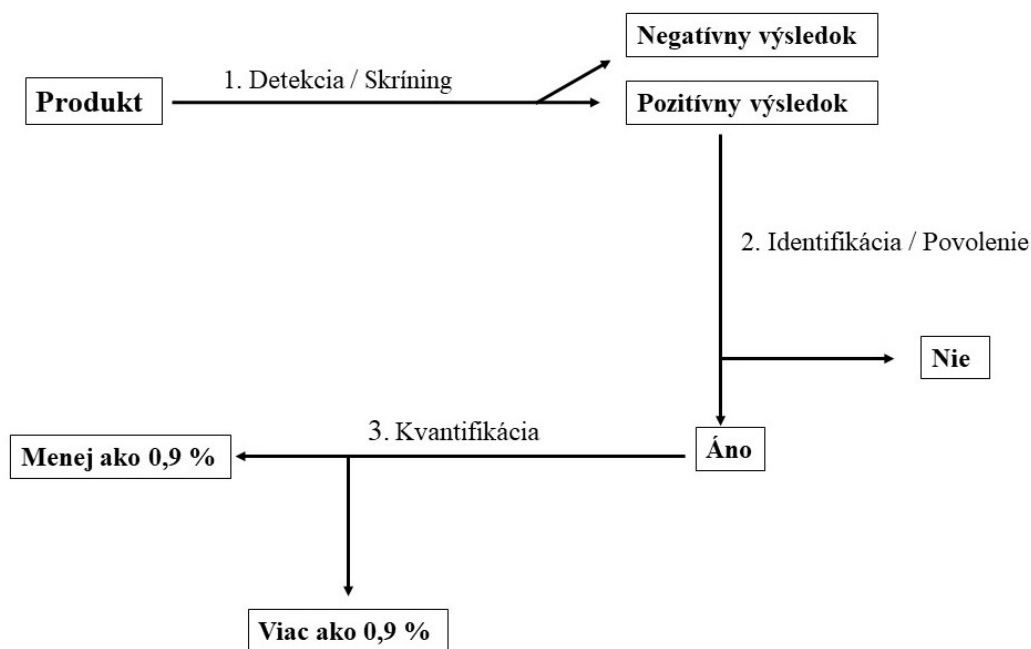 Negatívny výsledok
1. Detekcia / Skríning
Produkt
Pozitívny výsledok
2. Identifikácia / Povolenie
Nie
3. Kvantifikácia
Áno
Menej ako 0,9 %
Viac ako 0,9 %